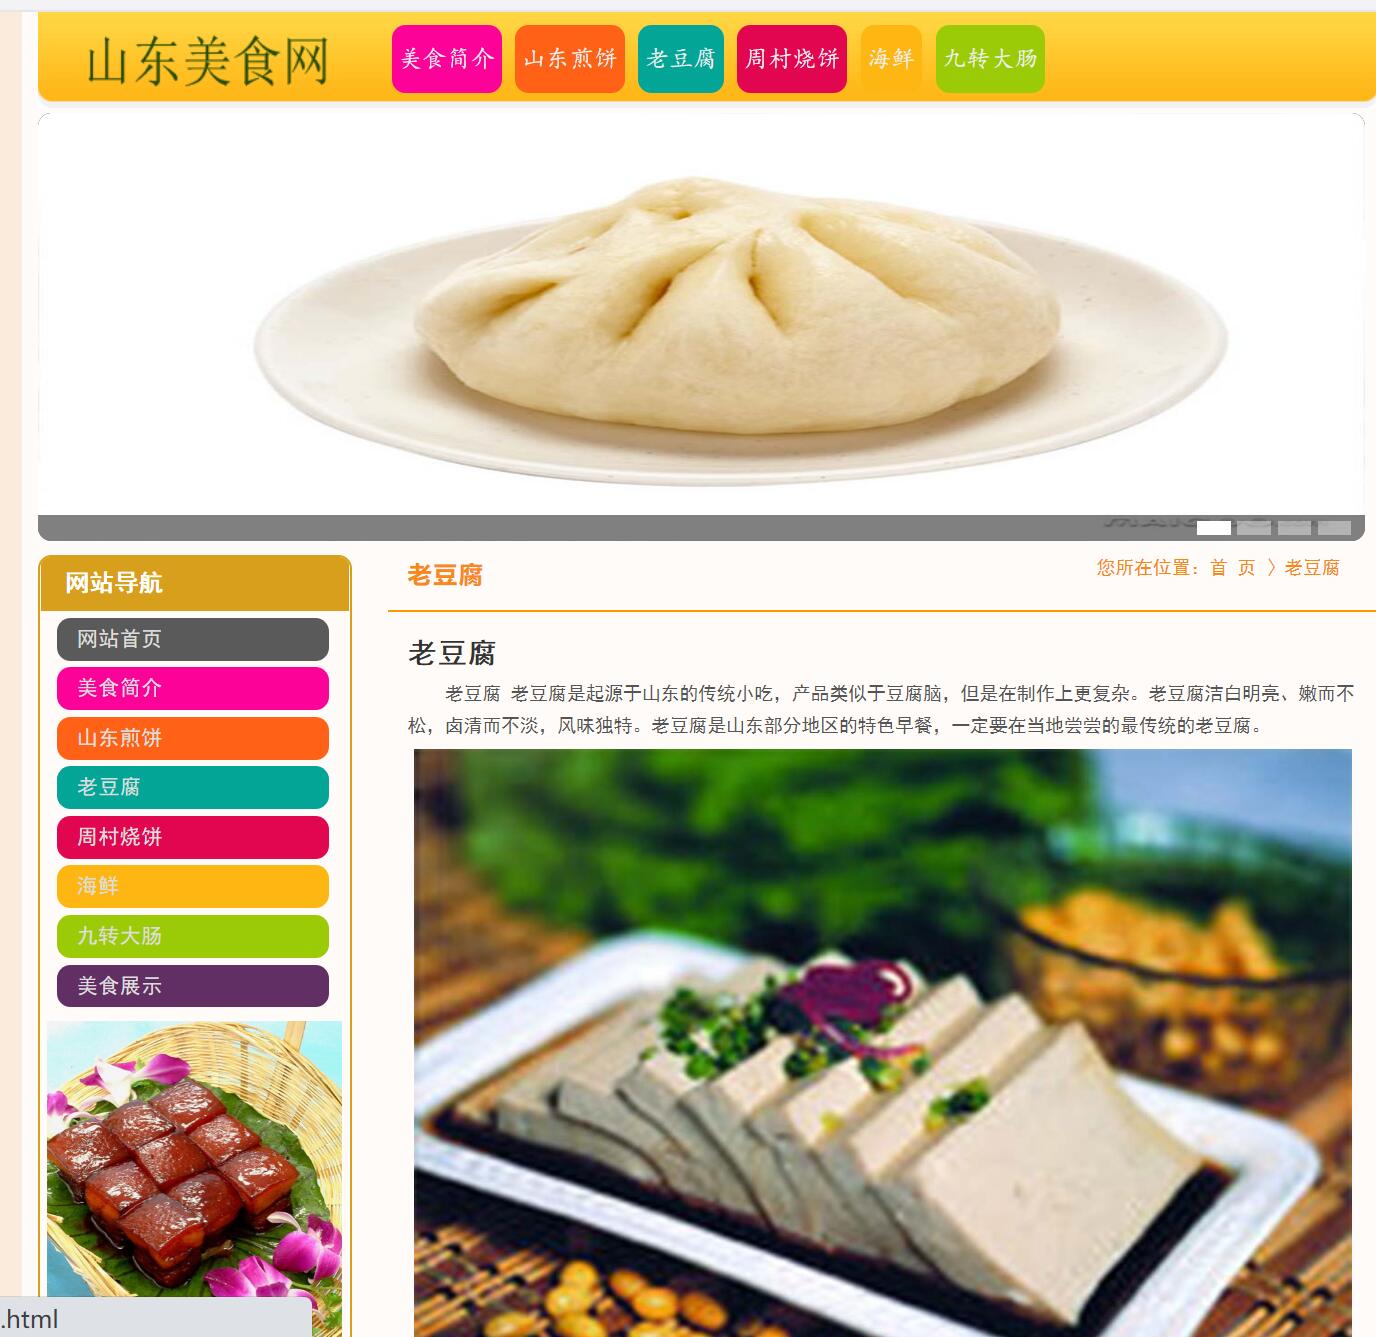 山东美食网
美食简介 山东煎饼 老豆腐 周村烧饼 海鲜 九转大肠
网站导航
网站首页
美食简介
山东煎饼
老豆腐
周村烧饼
海鲜
九转大肠
美食展示
老豆腐
您所在位置：首 页 〉老豆腐
老豆腐
老豆腐 老豆腐是起源于山东的传统小吃，产品类似于豆腐脑，但是在制作上更复杂。老豆腐洁白明亮、嫩而不
松，卤清而不淡，风味独特。老豆腐是山东部分地区的特色早餐，一定要在当地尝尝的最传统的老豆腐。
.html